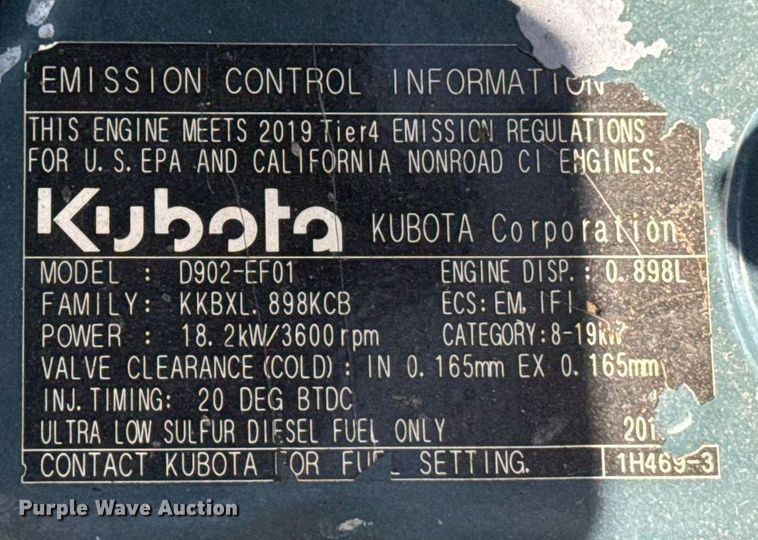 EMISSION CONTROL INFORMATION
THIS ENGINE MEETS 2019 Tier4 EMISSION REGULATIONS
FOR U.S. EPA AND CALIFORNIA NONROAD CI ENGINES.
Kubota KUBOTA Corporation
MODEL : D902-EF01 ENGINE DISP.: 0.898L
FAMILY: KKBXL.898KCB ECS: EM, IFI
POWER : 18.2kW/3600rpm CATEGORY:8-19kW
VALVE CLEARANCE(COLD): IN 0.165mm EX 0.165mm
INJ. TIMING: 20 DEG BTDC
ULTRA LOW SULFUR DIESEL FUEL ONLY
CONTACT KUBOTA FOR FUEL SETTING. 1H469-3
Purple Wave Auction